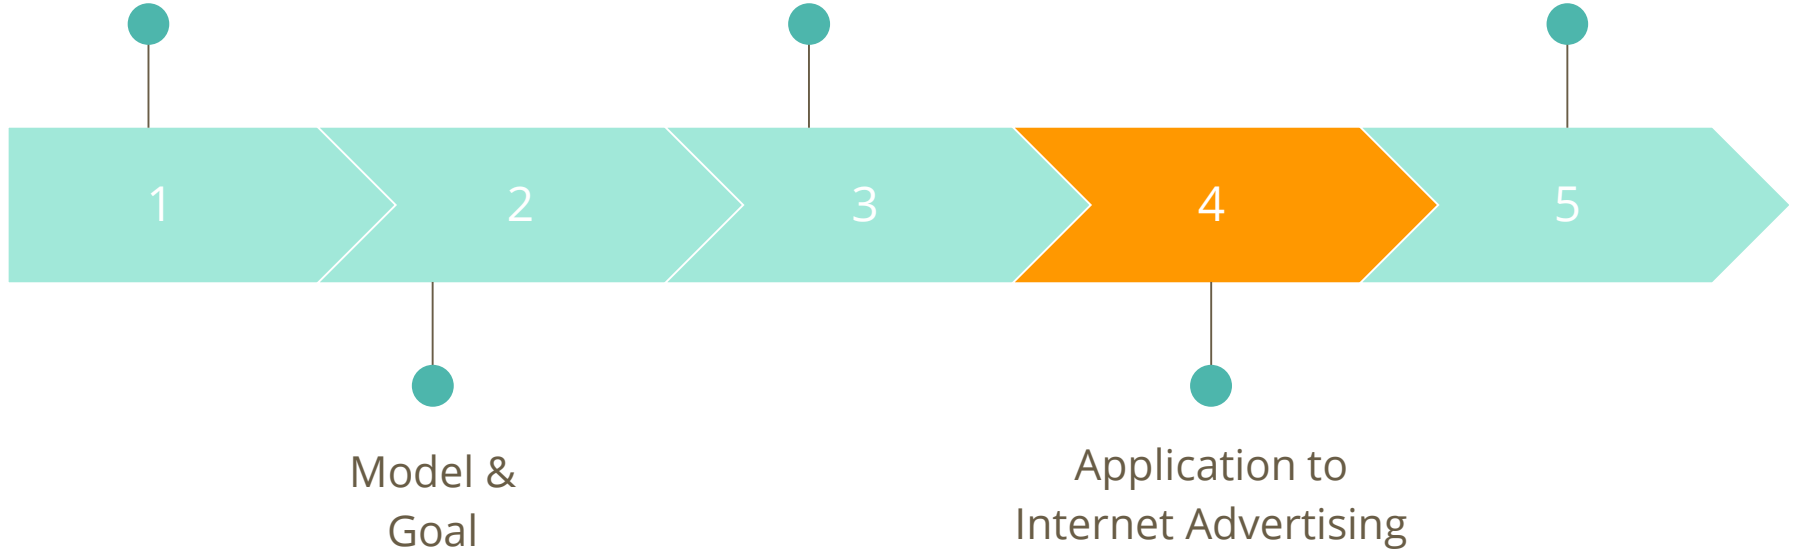 1 2 3 4 5
Model &
Goal
Application to
Internet Advertising